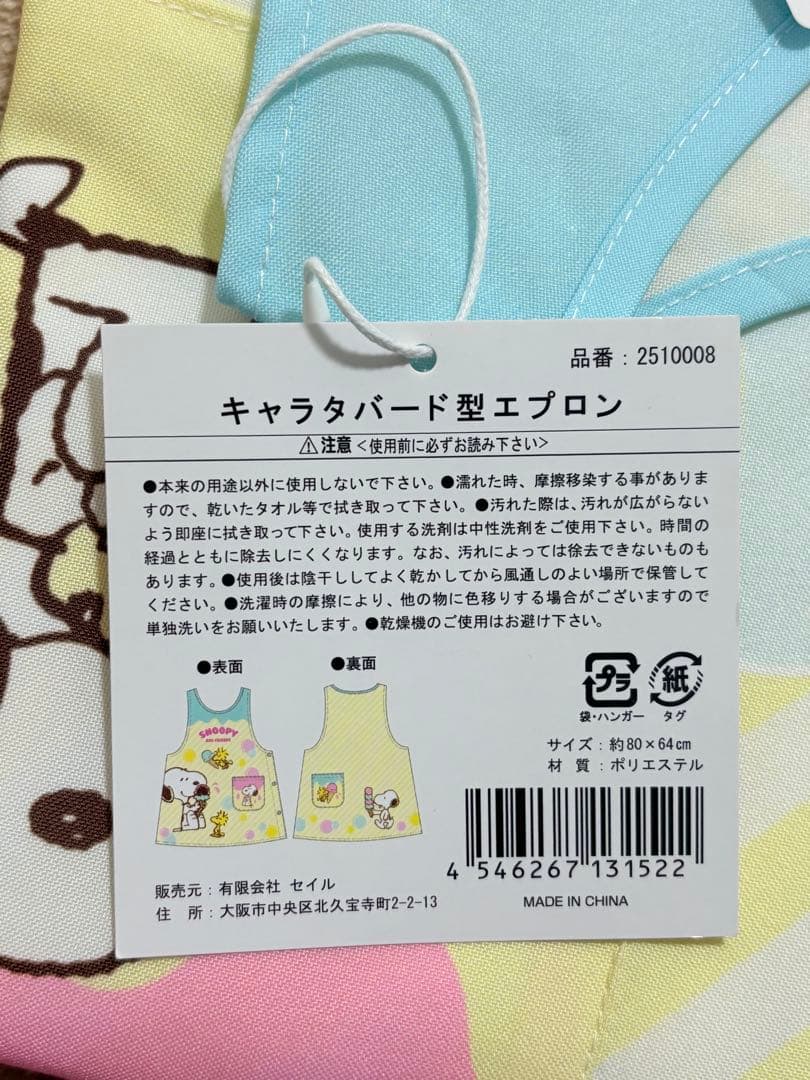 品番：2510008
キャラタバード型エプロン
⚠注意＜使用前に必ずお読み下さい＞
●本来の用途以外に使用しないで下さい。●濡れた時、摩擦移染する事がありま
すので、乾いたタオル等で拭き取って下さい。●汚れた際は、汚れが広がらない
よう即座に拭き取って下さい。使用する洗剤は中性洗剤をご使用下さい。時間の
経過とともに除去しにくくなります。なお、汚れによっては徐去できないものも
あります。●使用後は陰干ししてよく乾かしてから風通しのよい場所で保管して
ください。●洗濯時の摩擦により、他の物に色移りする場合がございますので
単独洗いをお願いいたします。●乾燥機のご使用はお避け下さい。
●表面
●裏面
SNOOPY
AND FRIENDS
プラ
袋・ハンガー
紙
タグ
サイズ：約80×64cm
材 質：ポリエステル
4 546267 131522
MADE IN CHINA
販売元：有限会社 セイル
住 所：大阪市中央区北久宝寺町2-2-13